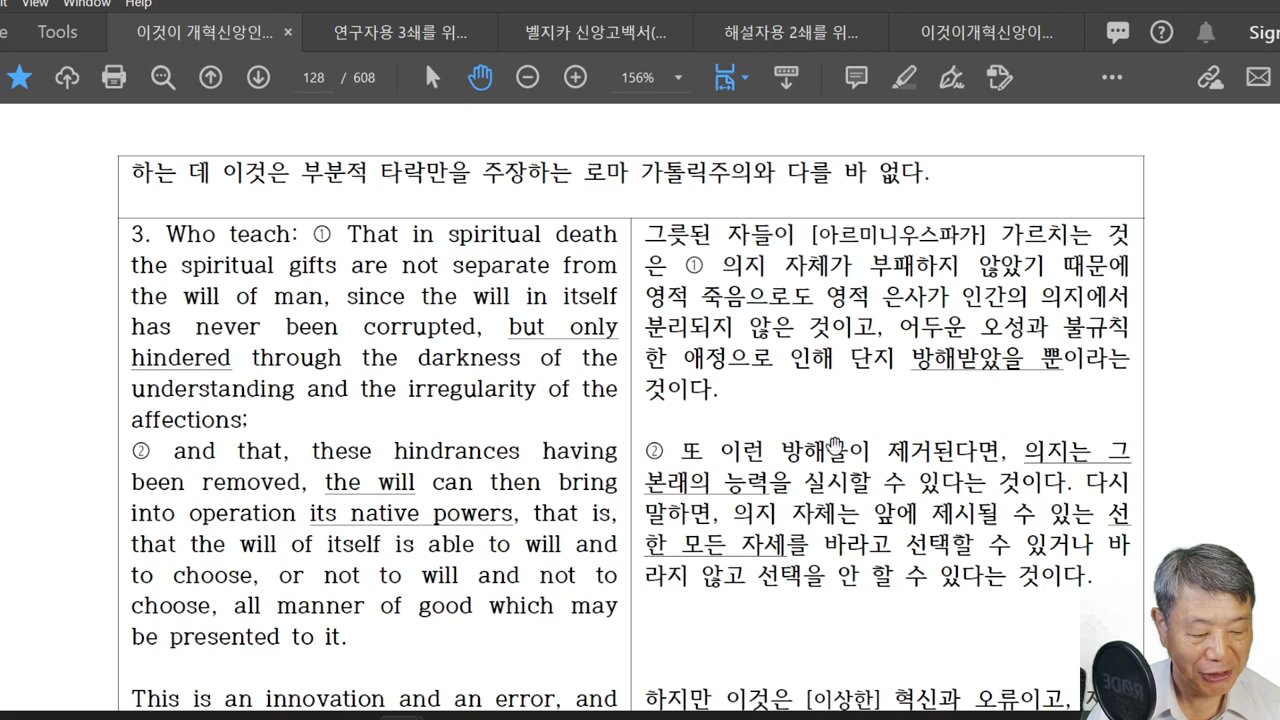 View Window Help
Tools
이것이 개혁신앙인... ×
연구자용 3쇄를 위...
벨지카 신앙고백서(...
해설자용 2쇄를 위...
이것이개혁신앙이...
Sign
128 / 608
156%
하는 데 이것은 부분적 타락만을 주장하는 로마 가톨릭주의와 다를 바 없다.
3. Who teach: ① That in spiritual death
the spiritual gifts are not separate from
the will of man, since the will in itself
has never been corrupted, but only
hindered through the darkness of the
understanding and the irregularity of the
affections;
② and that, these hindrances having
been removed, the will can then bring
into operation its native powers, that is,
that the will of itself is able to will and
to choose, or not to will and not to
choose, all manner of good which may
be presented to it.
This is an innovation and an error, and
그릇된 자들이 [아르미니우스파가] 가르치는 것
은 ① 의지 자체가 부패하지 않았기 때문에
영적 죽음으로도 영적 은사가 인간의 의지에서
분리되지 않은 것이고, 어두운 오성과 불규칙
한 애정으로 인해 단지 방해받았을 뿐이라는
것이다.
② 또 이런 방해들이 제거된다면, 의지는 그
본래의 능력을 실시할 수 있다는 것이다. 다시
말하면, 의지 자체는 앞에 제시될 수 있는 선
한 모든 자세를 바라고 선택할 수 있거나 바
라지 않고 선택을 안 할 수 있다는 것이다.
하지만 이것은 [이상한] 혁신과 오류이고,
RØDE